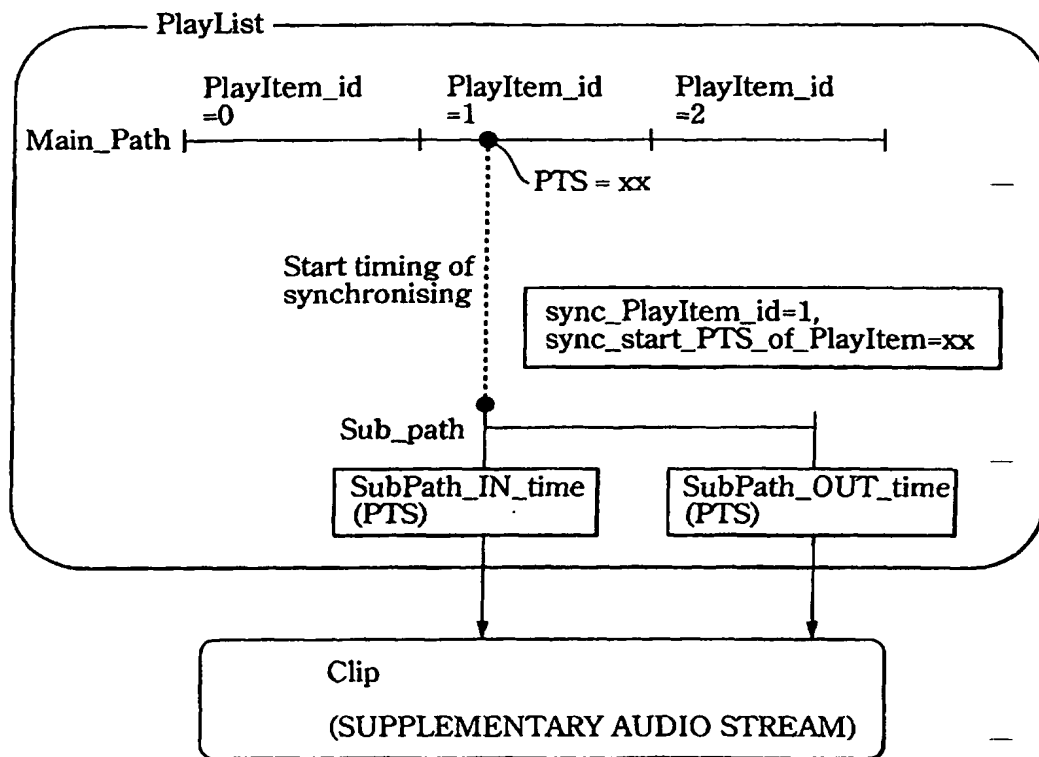 PlayList
PlayItem_id
=0
PlayItem_id
=1
PlayItem_id
=2
Main_Path
PTS = xx
Start timing of
synchronising
sync_PlayItem_id=1,
sync_start_PTS_of_PlayItem=xx
Sub_path
SubPath_IN_time
(PTS)
SubPath_OUT_time
(PTS)
Clip
(SUPPLEMENTARY AUDIO STREAM)